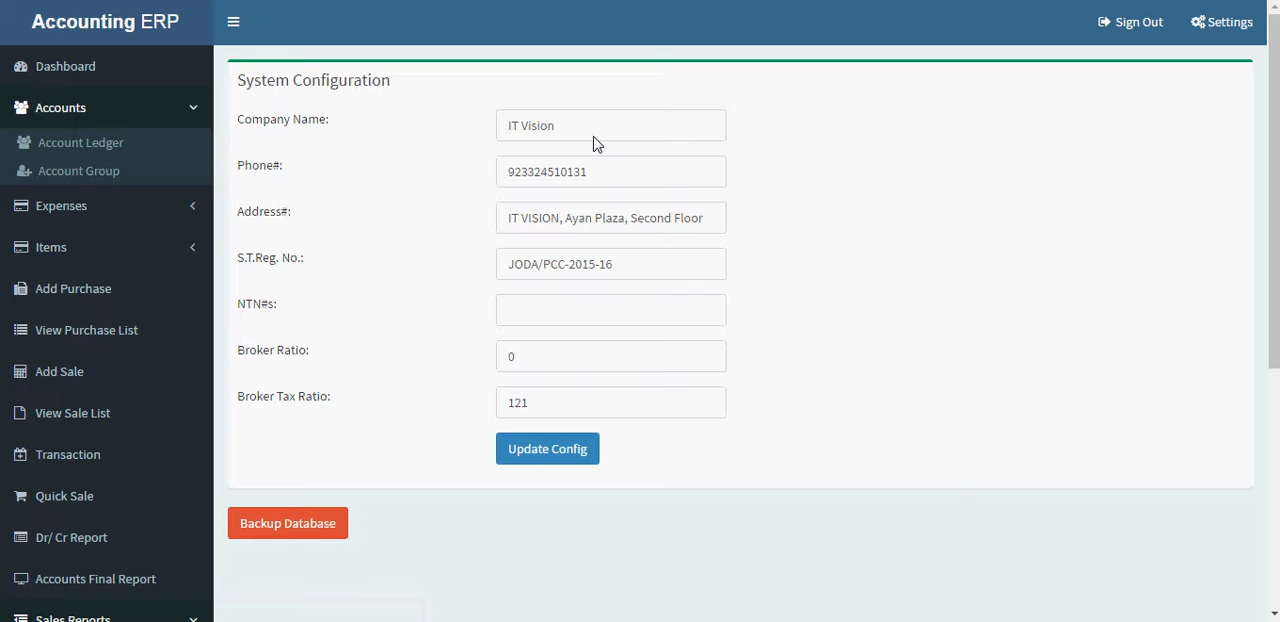 Accounting ERP
Sign Out
Settings
Dashboard
Accounts
Account Ledger
Account Group
Expenses
Items
Add Purchase
View Purchase List
Add Sale
View Sale List
Transaction
Quick Sale
Dr/ Cr Report
Accounts Final Report
Sales Reports
System Configuration
Company Name:
IT Vision
Phone#:
923324510131
Address#:
IT VISION, Ayan Plaza, Second Floor
S.T.Reg. No.:
JODA/PCC-2015-16
NTN#s:
Broker Ratio:
0
Broker Tax Ratio:
121
Update Config
Backup Database